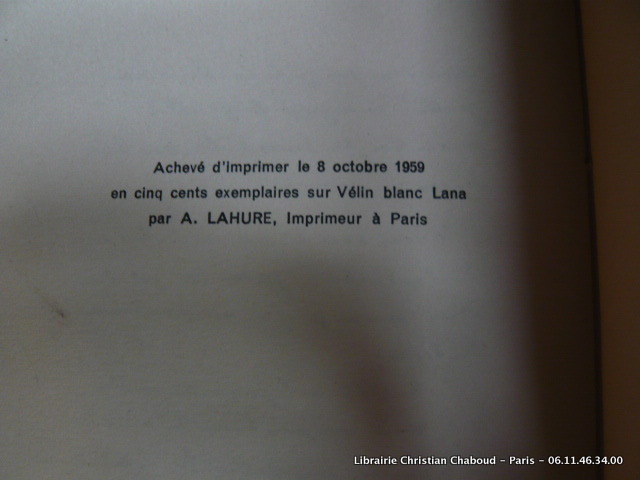 Achevé d'imprimer le 8 octobre 1959
en cinq cents exemplaires sur Vélin blanc Lana
par A. LAHURE, Imprimeur à Paris
Librairie Christian Chaboud - Paris - 06.11.46.34.00